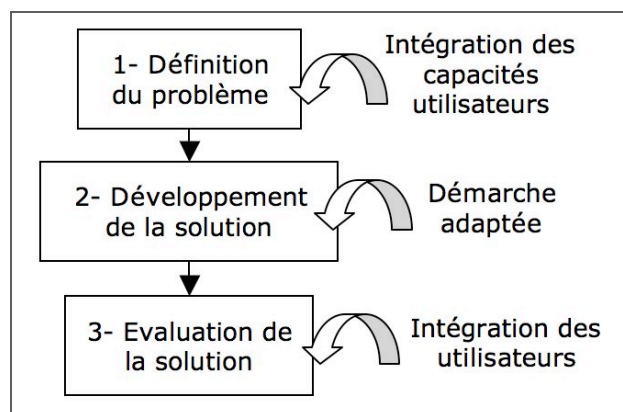 1- Définition
du problème
Intégration des
capacités
utilisateurs
2- Développement
de la solution
Démarche
adaptée
3- Evaluation de
la solution
Intégration des
utilisateurs